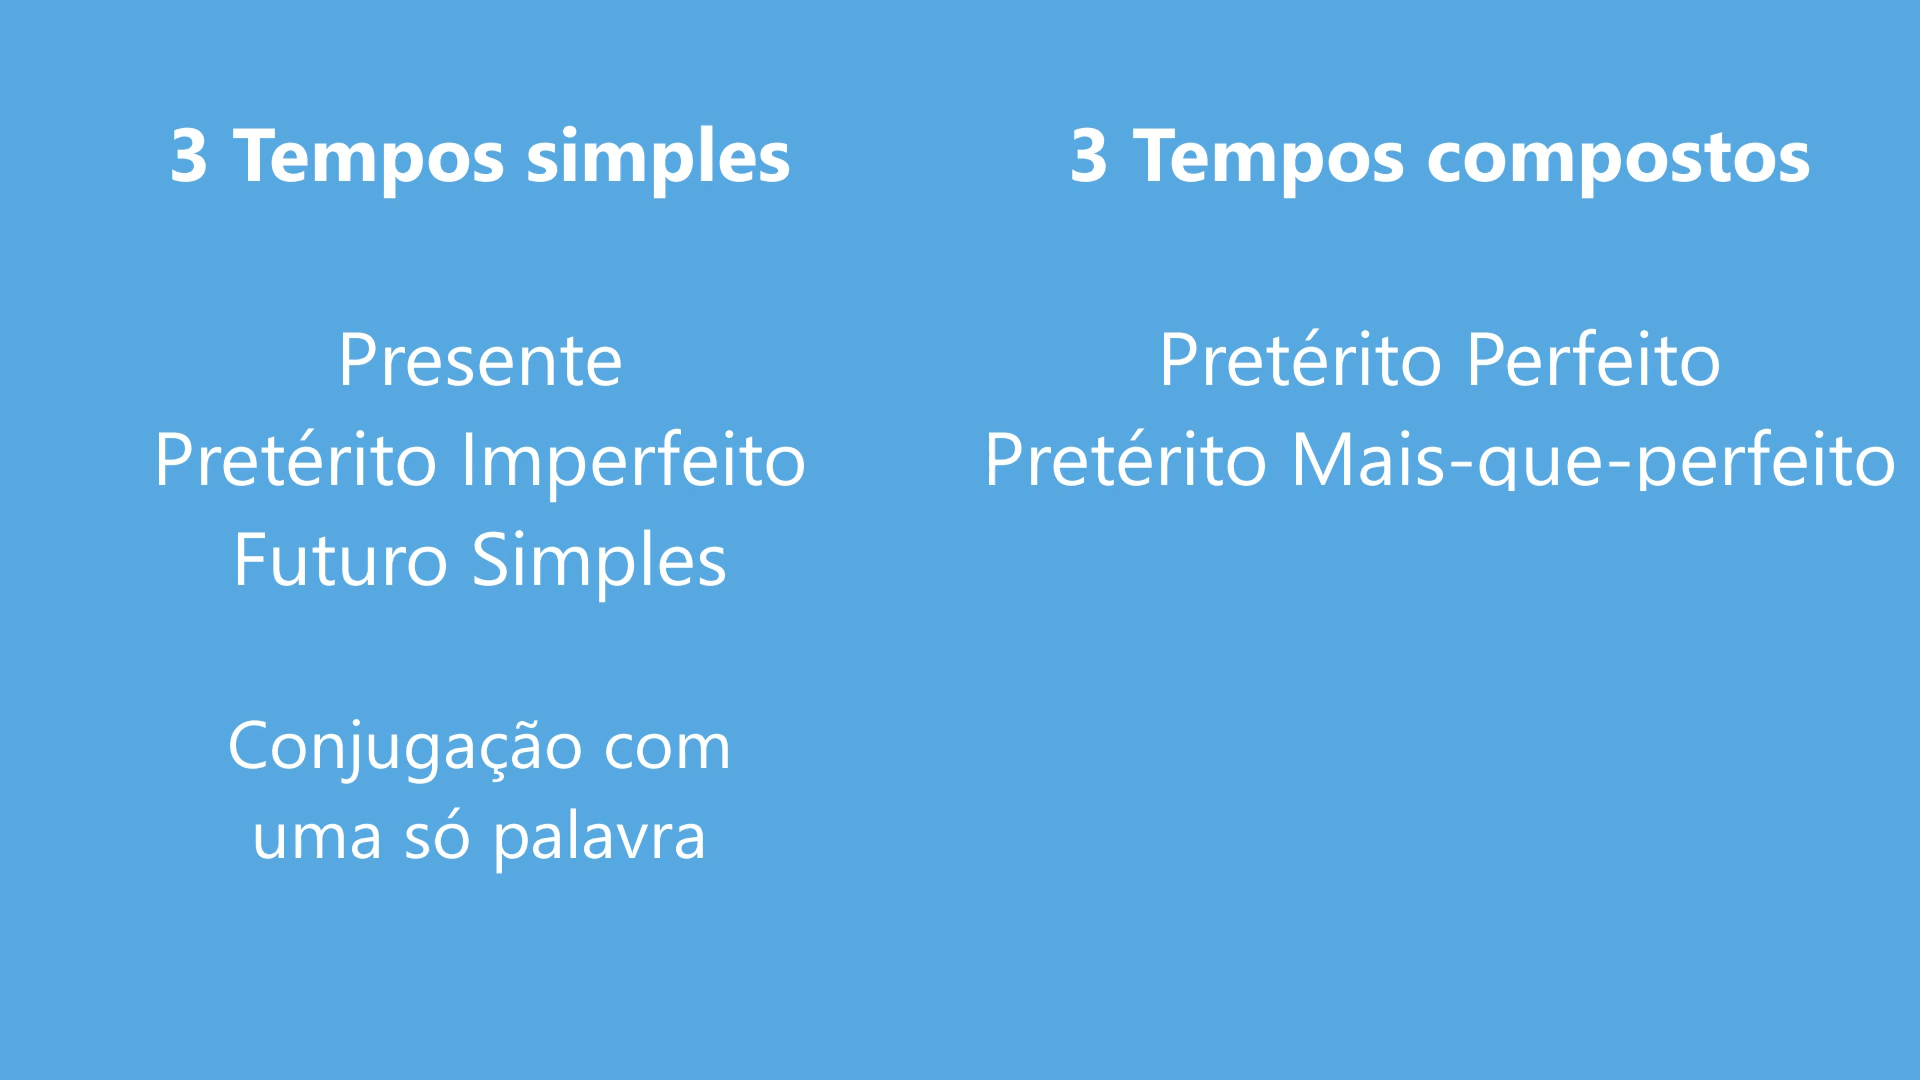 3 Tempos simples
Presente
Pretérito Imperfeito
Futuro Simples
Conjugação com
uma só palavra
3 Tempos compostos
Pretérito Perfeito
Pretérito Mais-que-perfeito